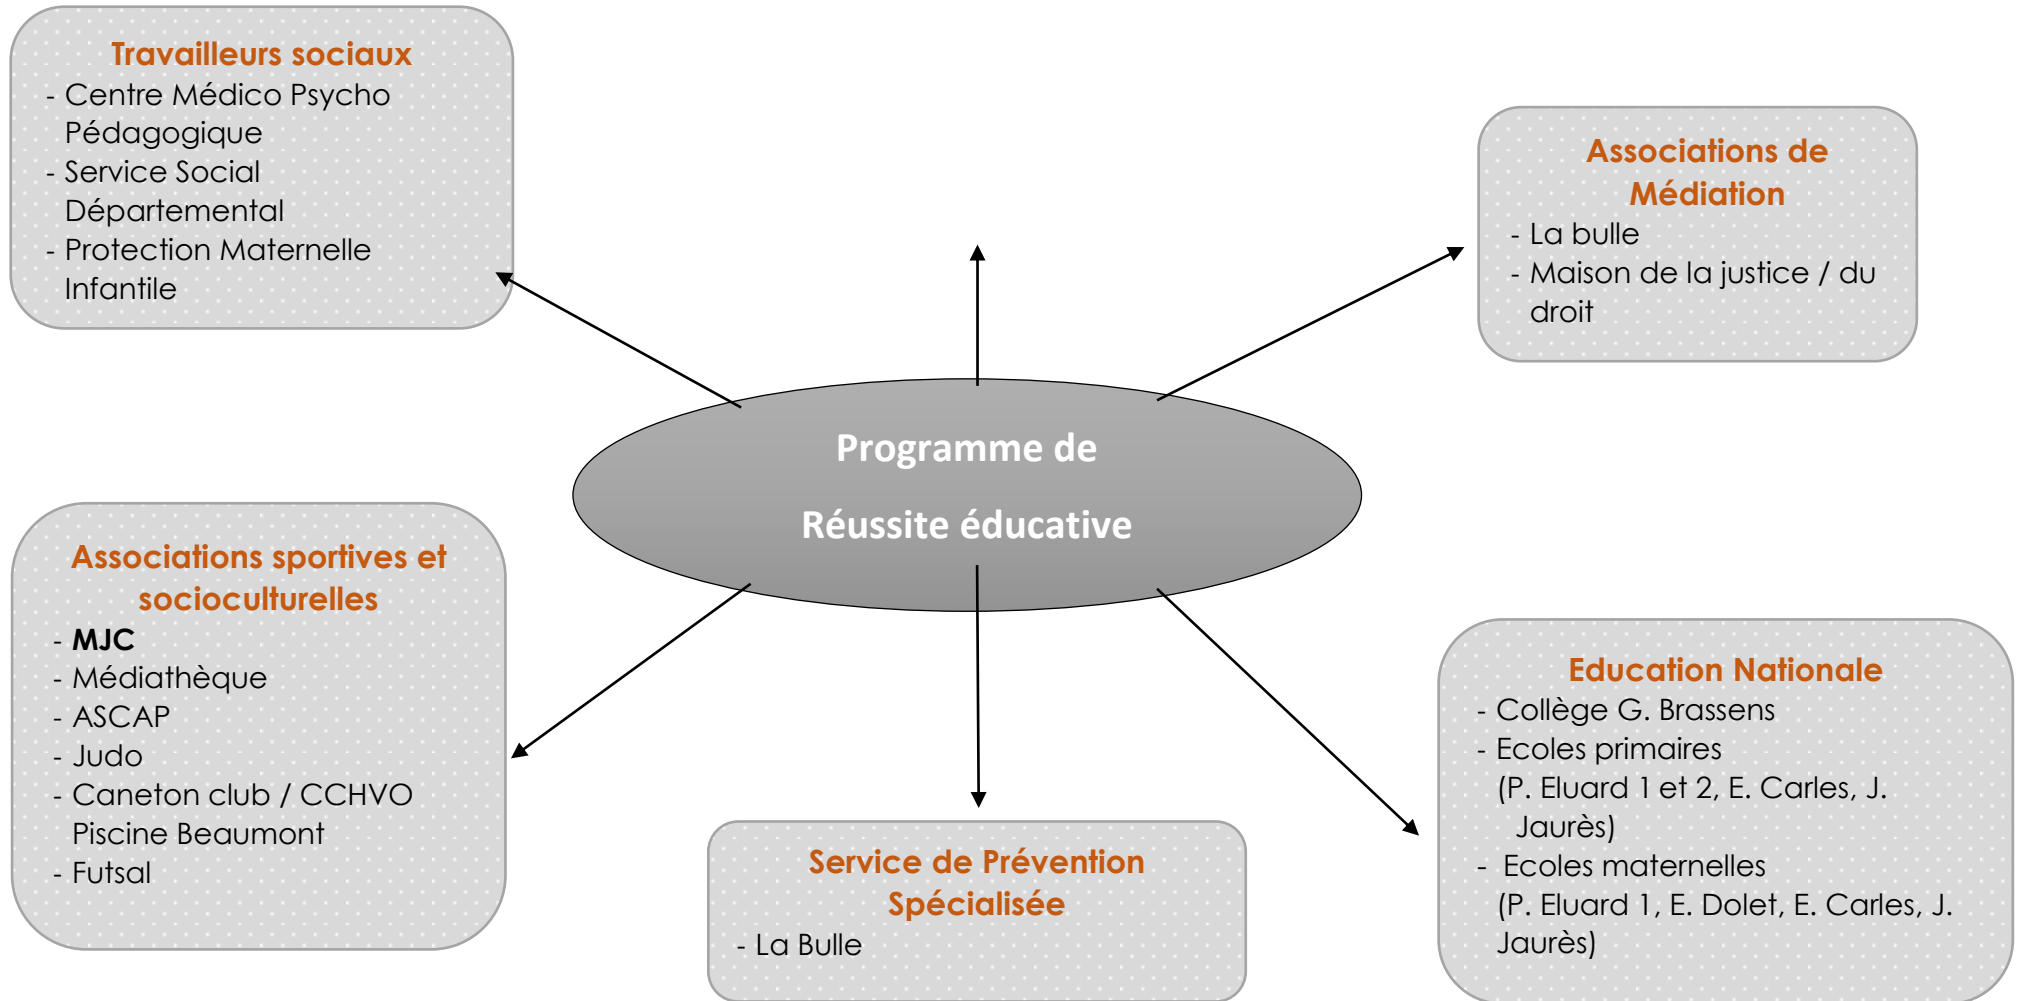 Travailleurs sociaux
- Centre Médico Psycho
Pédagogique
- Service Social
Départemental
- Protection Maternelle
Infantile
Associations de
Médiation
- La bulle
- Maison de la justice / du
droit
Programme de
Réussite éducative
Associations sportives et
socioculturelles
- MJC
- Médiathèque
- ASCAP
- Judo
- Caneton club / CCHVO
Piscine Beaumont
- Futsal
Service de Prévention
Spécialisée
- La Bulle
Education Nationale
- Collège G. Brassens
- Ecoles primaires
(P. Eluard 1 et 2, E. Carles, J.
Jaurès)
- Ecoles maternelles
(P. Eluard 1, E. Dolet, E. Carles, J.
Jaurès)